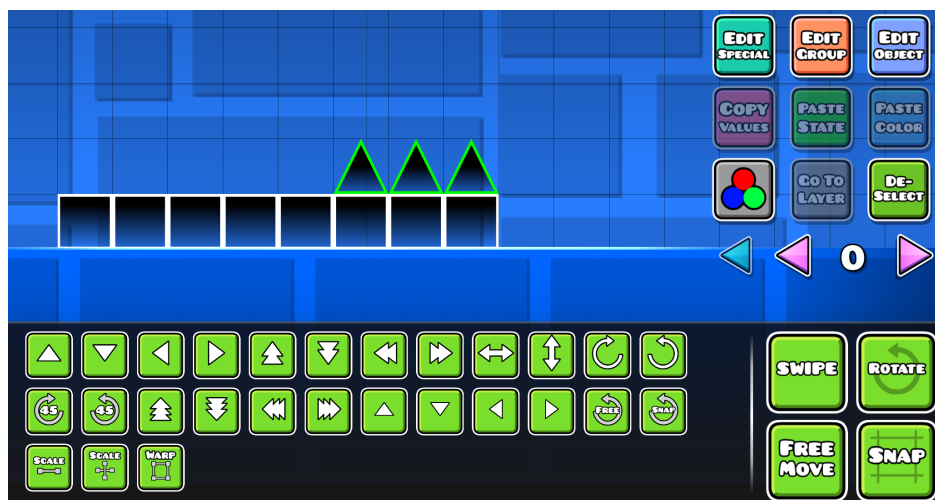 EDIT
SPECIAL
EDIT
GROUP
EDIT
OBJECT
COPY
VALUES
PASTE
STATE
PASTE
COLOR
GO TO
LAYER
DE-
SELECT
0
45
45
FREE
SNAP
SCALE
SCALE
WARP
SWIPE
ROTATE
FREE
MOVE
SNAP